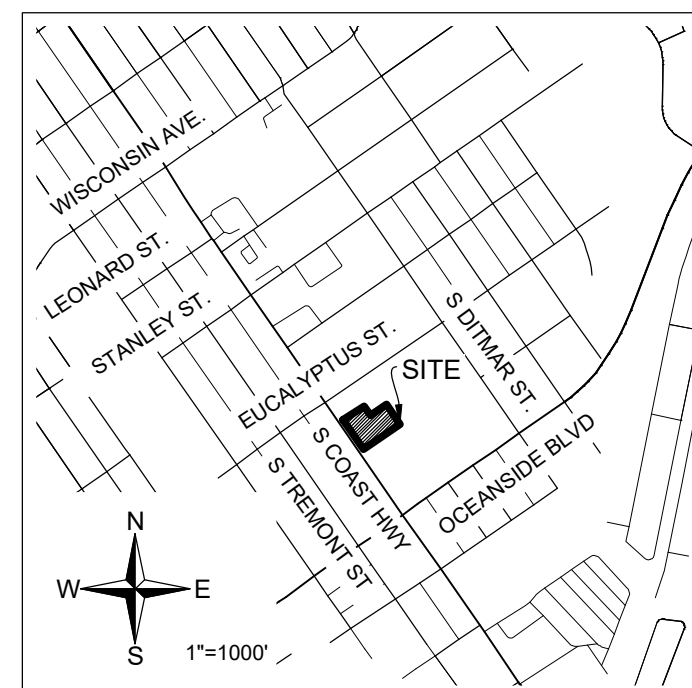 WISCONSIN AVE.
LEONARD ST.
STANLEY ST.
EUCALYPTUS ST.
S DITMAR ST.
SITE
S COAST HWY
S TREMONT ST
OCEANSIDE BLVD
N
W
E
S
1"=1000'